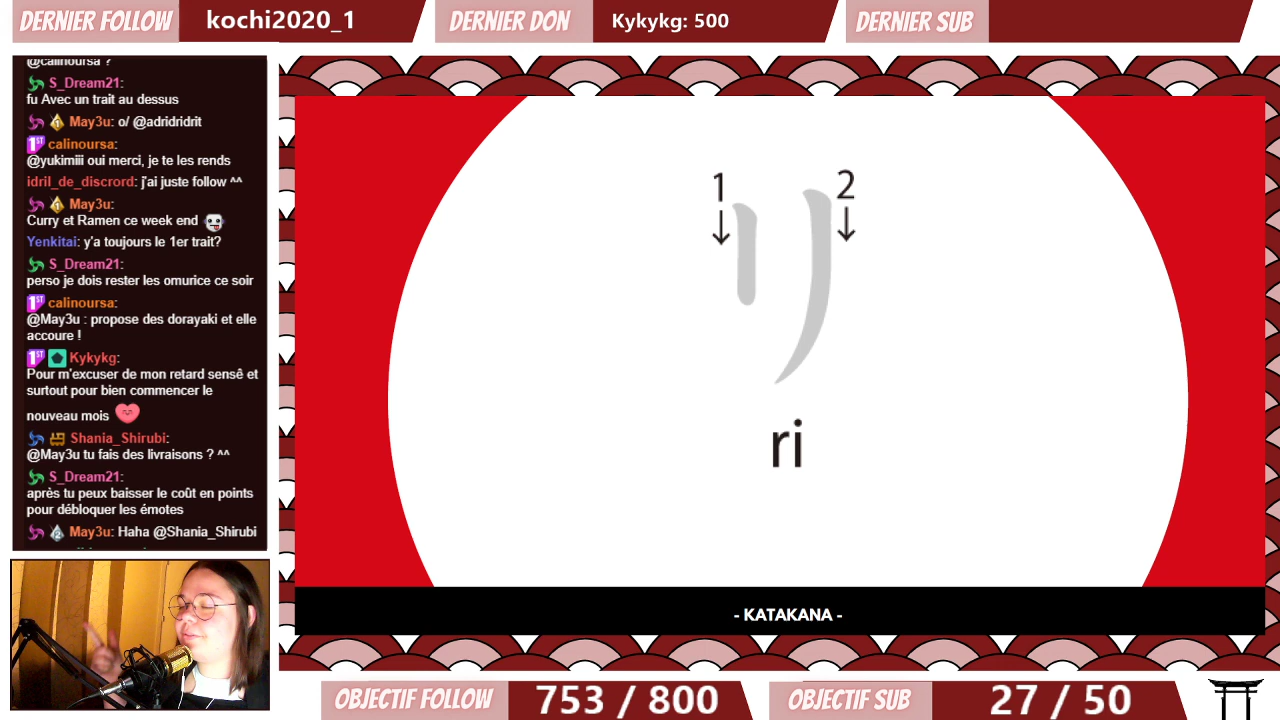 DERNIER FOLLOW kochi2020_1 DERNIER DON Kykykg: 500 DERNIER SUB
@calinoursa ?
S_Dream21:
fu Avec un trait au dessus
May3u: o/ @adridridrit
calinoursa:
@yukimiii oui merci, je te les rends
idril_de_discrord: j'ai juste follow ^^
May3u:
Curry et Ramen ce week end
Yenkitai: y'a toujours le 1er trait?
S_Dream21:
perso je dois rester les omurice ce soir
calinoursa:
@May3u : propose des dorayaki et elle
accoure !
Kykykg:
Pour m'excuser de mon retard sensê et
surtout pour bien commencer le
nouveau mois
Shania_Shirubi:
@May3u tu fais des livraisons ? ^^
S_Dream21:
après tu peux baisser le coût en points
pour débloquer les émotes
May3u: Haha @Shania_Shirubi
1 2
リ
ri
- KATAKANA -
OBJECTIF FOLLOW 753 / 800 OBJECTIF SUB 27 / 50